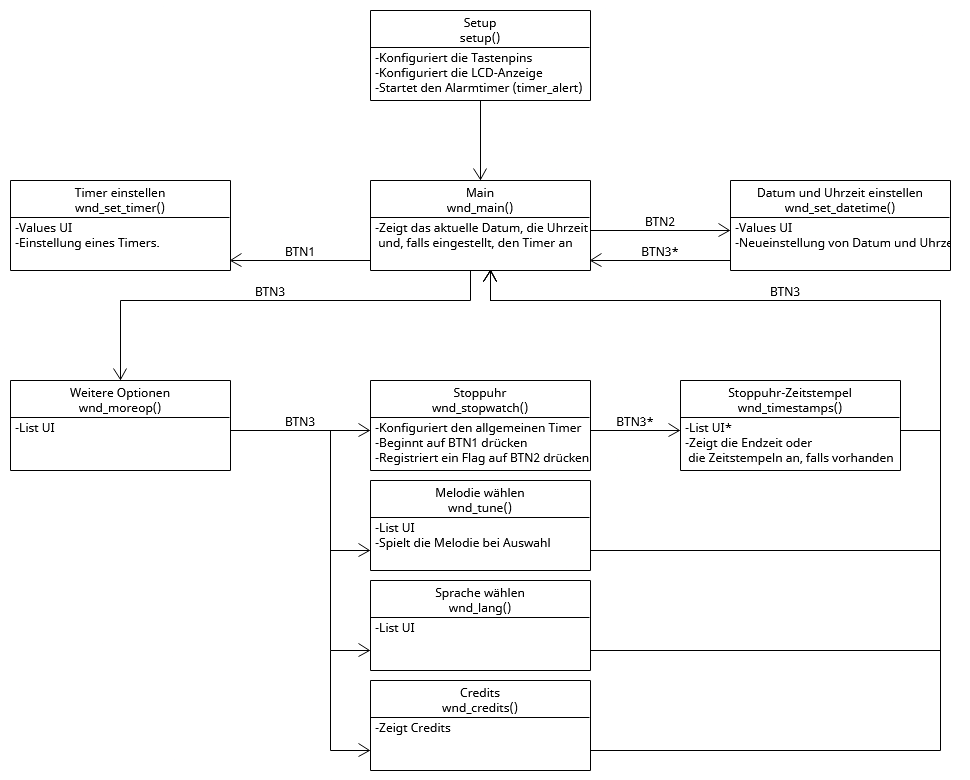 Setup
setup()
-Konfiguriert die Tastenpins
-Konfiguriert die LCD-Anzeige
-Startet den Alarmtimer (timer_alert)
Timer einstellen
wnd_set_timer()
-Values UI
-Einstellung eines Timers.
BTN1
Main
wnd_main()
-Zeigt das aktuelle Datum, die Uhrzeit
und, falls eingestellt, den Timer an
BTN2
BTN3*
Datum und Uhrzeit einstellen
wnd_set_datetime()
-Values UI
-Neueinstellung von Datum und Uhrze
BTN3
BTN3
Weitere Optionen
wnd_moreop()
-List UI
BTN3
Stoppuhr
wnd_stopwatch()
-Konfiguriert den allgemeinen Timer
-Beginnt auf BTN1 drücken
-Registriert ein Flag auf BTN2 drücken
BTN3*
Stoppuhr-Zeitstempel
wnd_timestamps()
-List UI*
-Zeigt die Endzeit oder
die Zeitstempeln an, falls vorhanden
Melodie wählen
wnd_tune()
-List UI
-Spielt die Melodie bei Auswahl
Sprache wählen
wnd_lang()
-List UI
Credits
wnd_credits()
-Zeigt Credits